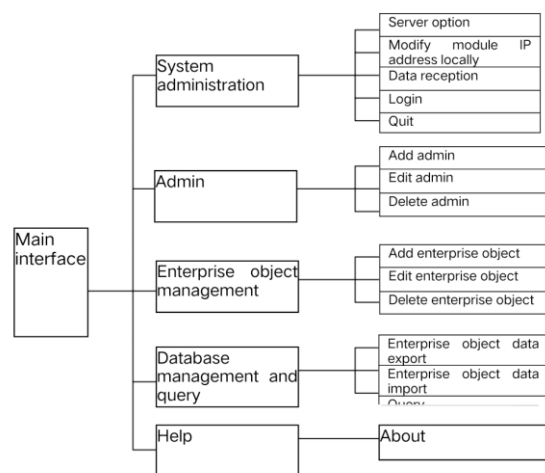 Main
interface
System
administration
Server option
Modify module IP
address locally
Data reception
Login
Quit
Admin
Add admin
Edit admin
Delete admin
Enterprise object
management
Add enterprise object
Edit enterprise object
Delete enterprise object
Database
management and
query
Enterprise object data
export
Enterprise object data
import
Query
Help
About